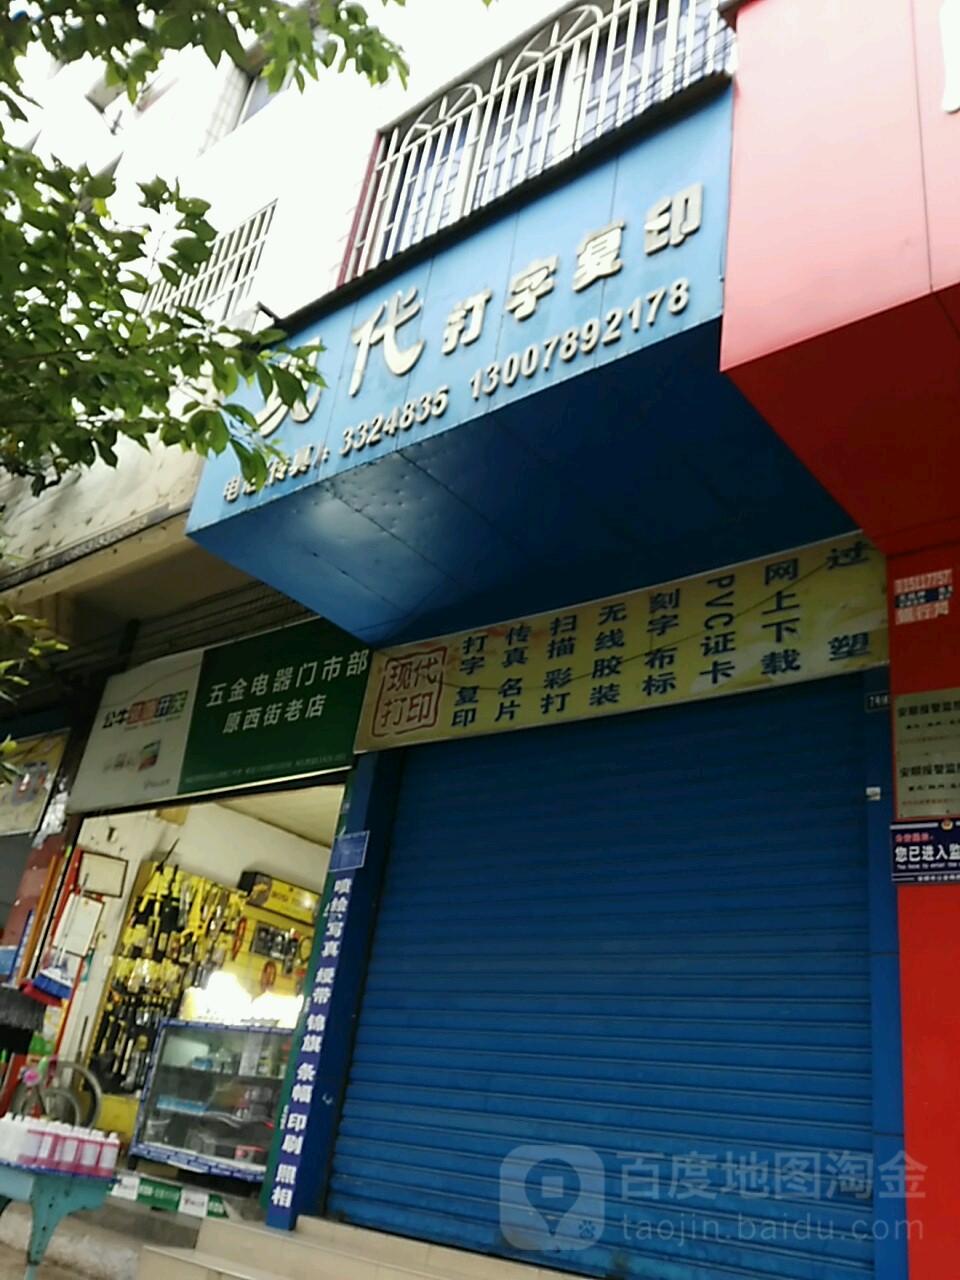 现代打字复印
电话(传真): 3324835 13007892178
现代
打印
打字复印
传真名片
扫描彩打
无线胶装
刻字布标
PVC证卡
网上下载
过塑
五金电器门市部
原西街老店
公牛
喷绘、写真 绶带 锦旗 条幅 印刷 照相
您已进入监
百度地图淘金
taojin.baidu.com